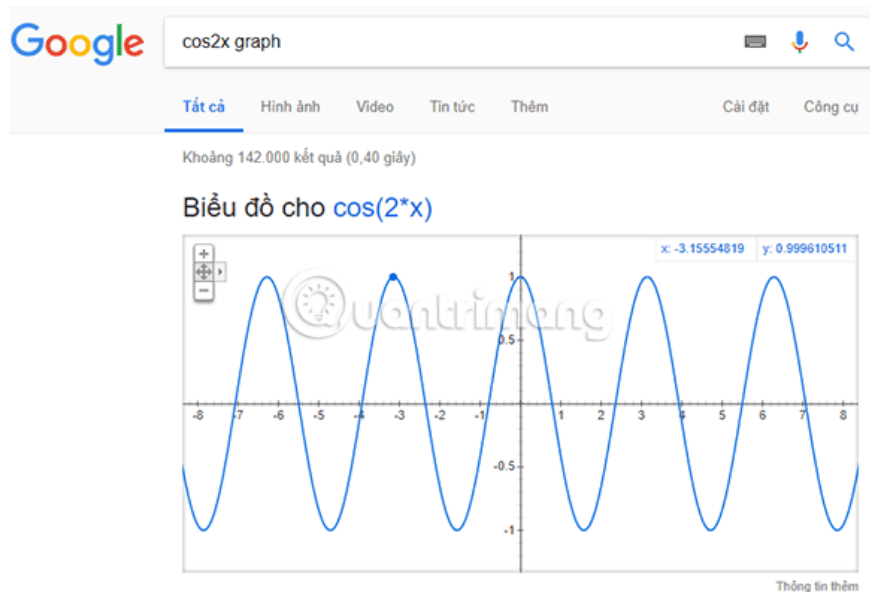 Google
cos2x graph
Tất cả Hình ảnh Video Tin tức Thêm Cài đặt Công cụ
Khoảng 142.000 kết quả (0,40 giây)
Biểu đồ cho cos(2*x)
x: -3.15554819 y: 0.999610511
Quantrimang
1
0.5
-8 -7 -6 -5 -4 -3 -2 -1 1 2 3 4 5 6 7 8
-0.5
-1
Thông tin thêm